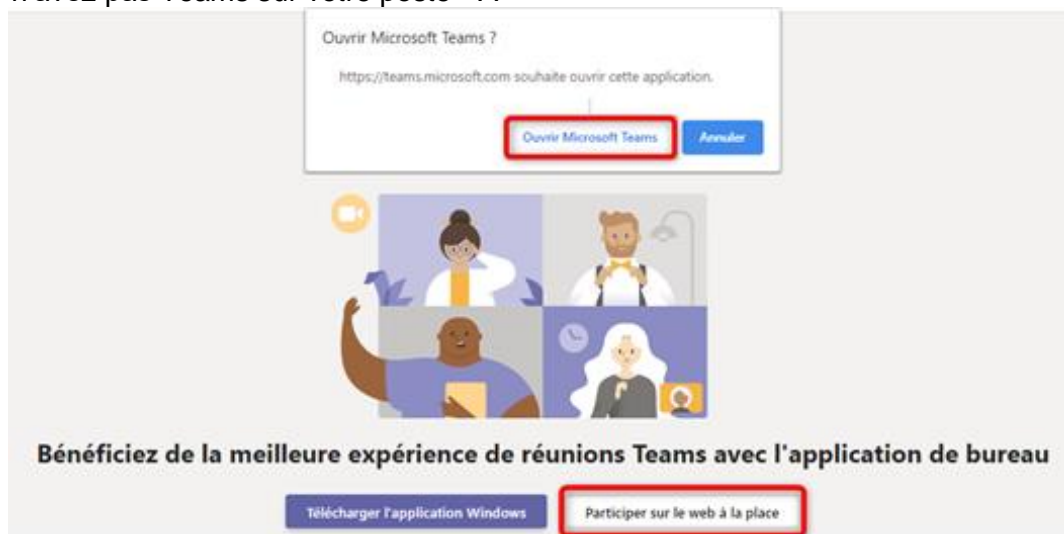 Ouvrir Microsoft Teams ?
https://teams.microsoft.com souhaite ouvrir cette application.
Ouvrir Microsoft Teams Annuler
Bénéficiez de la meilleure expérience de réunions Teams avec l'application de bureau
Télécharger l'application Windows Participer sur le web à la place